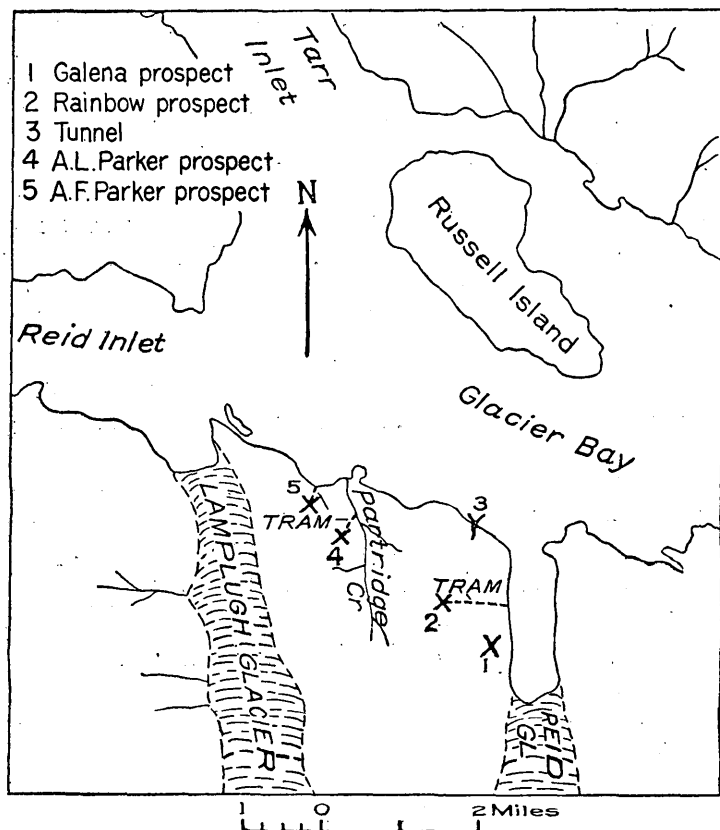 Tarr
Inlet
1 Galena prospect
2 Rainbow prospect
3 Tunnel
4 A.L.Parker prospect
5 A.F.Parker prospect
N
Russell Island
Reid Inlet
Glacier Bay
5
TRAM
4
Partridge
Cr
3
TRAM
2
1
LAMPLUGH GLACIER
REID
GL
1 0 2 Miles